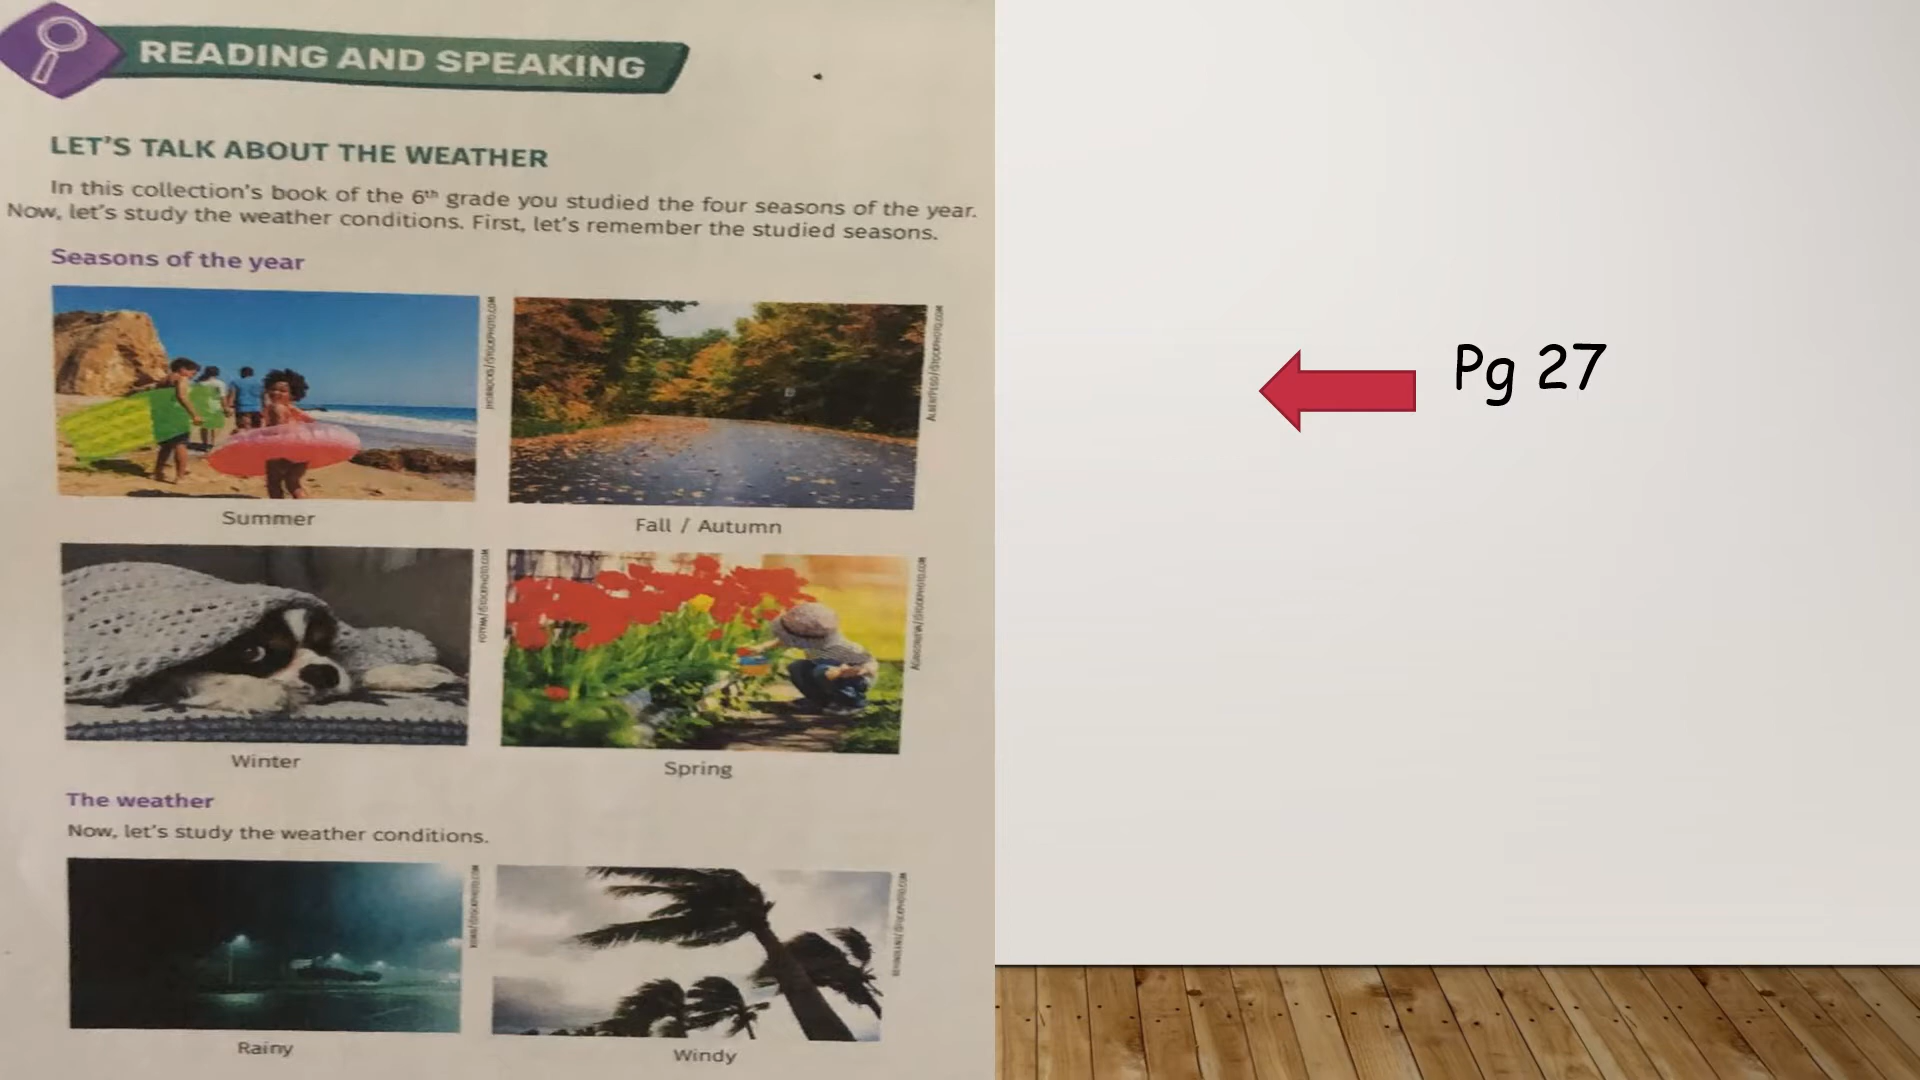 READING AND SPEAKING
LET'S TALK ABOUT THE WEATHER
In this collection's book of the 6th grade you studied the four seasons of the year.
Now, let's study the weather conditions. First, let's remember the studied seasons.
Seasons of the year
Summer
Fall / Autumn
Winter
Spring
The weather
Now, let's study the weather conditions.
Rainy
Windy
Pg 27